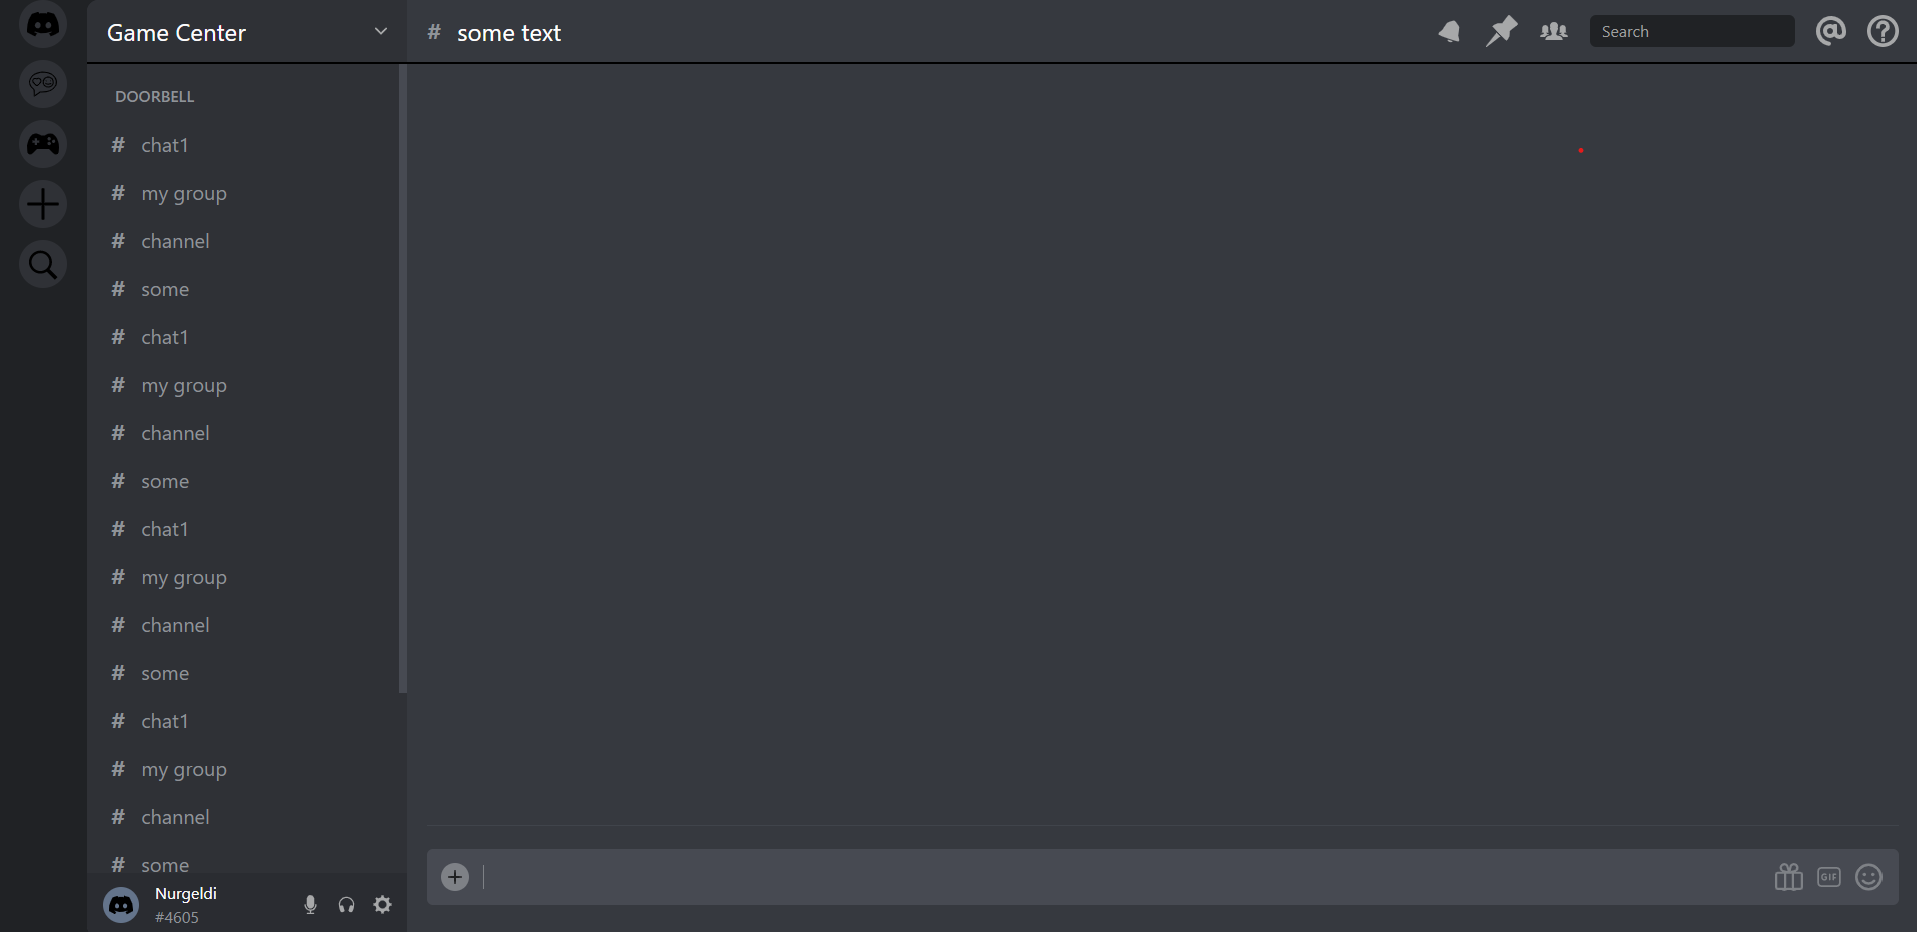 Game Center
# some text
Search
DOORBELL
# chat1
# my group
# channel
# some
# chat1
# my group
# channel
# some
# chat1
# my group
# channel
# some
# chat1
# my group
# channel
# some
Nurgeldi
#4605
GIF